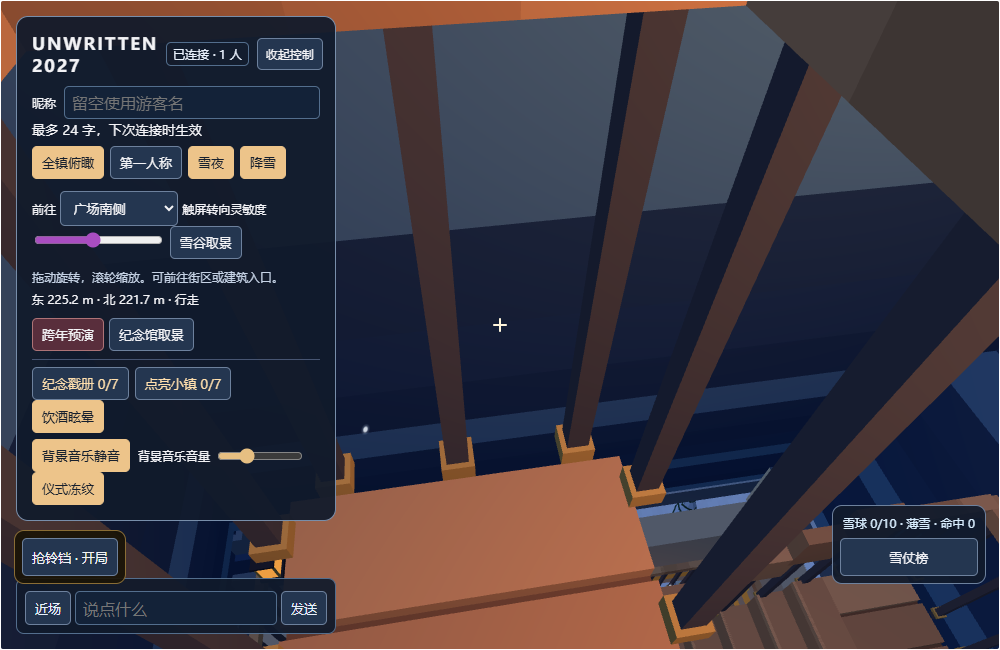 UNWRITTEN 2027
已连接 · 1 人
收起控制
昵称 留空使用游客名
最多 24 字，下次连接时生效
全镇俯瞰 第一人称 雪夜 降雪
前往 广场南侧 触屏转向灵敏度
雪谷取景
拖动旋转，滚轮缩放。可前往街区或建筑入口。
东 225.2 m · 北 221.7 m · 行走
跨年预演 纪念馆取景
纪念戳册 0/7 点亮小镇 0/7
饮酒眩晕
背景音乐静音 背景音乐音量
仪式冻纹
抢铃铛 · 开局
近场 说点什么 发送
雪球 0/10 · 薄雪 · 命中 0
雪仗榜